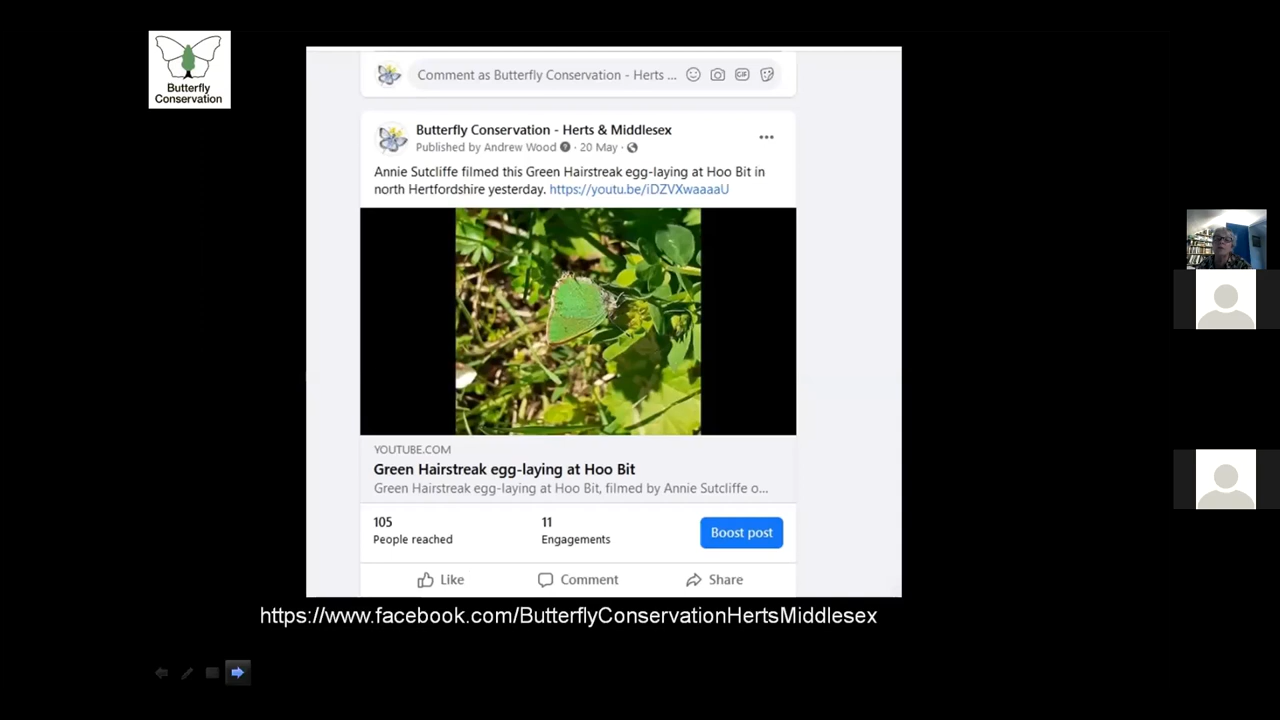 Butterfly
Conservation
Comment as Butterfly Conservation - Herts ...
GIF
Butterfly Conservation - Herts & Middlesex
Published by Andrew Wood · 20 May ·
Annie Sutcliffe filmed this Green Hairstreak egg-laying at Hoo Bit in
north Hertfordshire yesterday. https://youtu.be/iDZVXwaaaaU
YOUTUBE.COM
Green Hairstreak egg-laying at Hoo Bit
Green Hairstreak egg-laying at Hoo Bit, filmed by Annie Sutcliffe o...
105
People reached
11
Engagements
Boost post
Like
Comment
Share
https://www.facebook.com/ButterflyConservationHertsMiddlesex